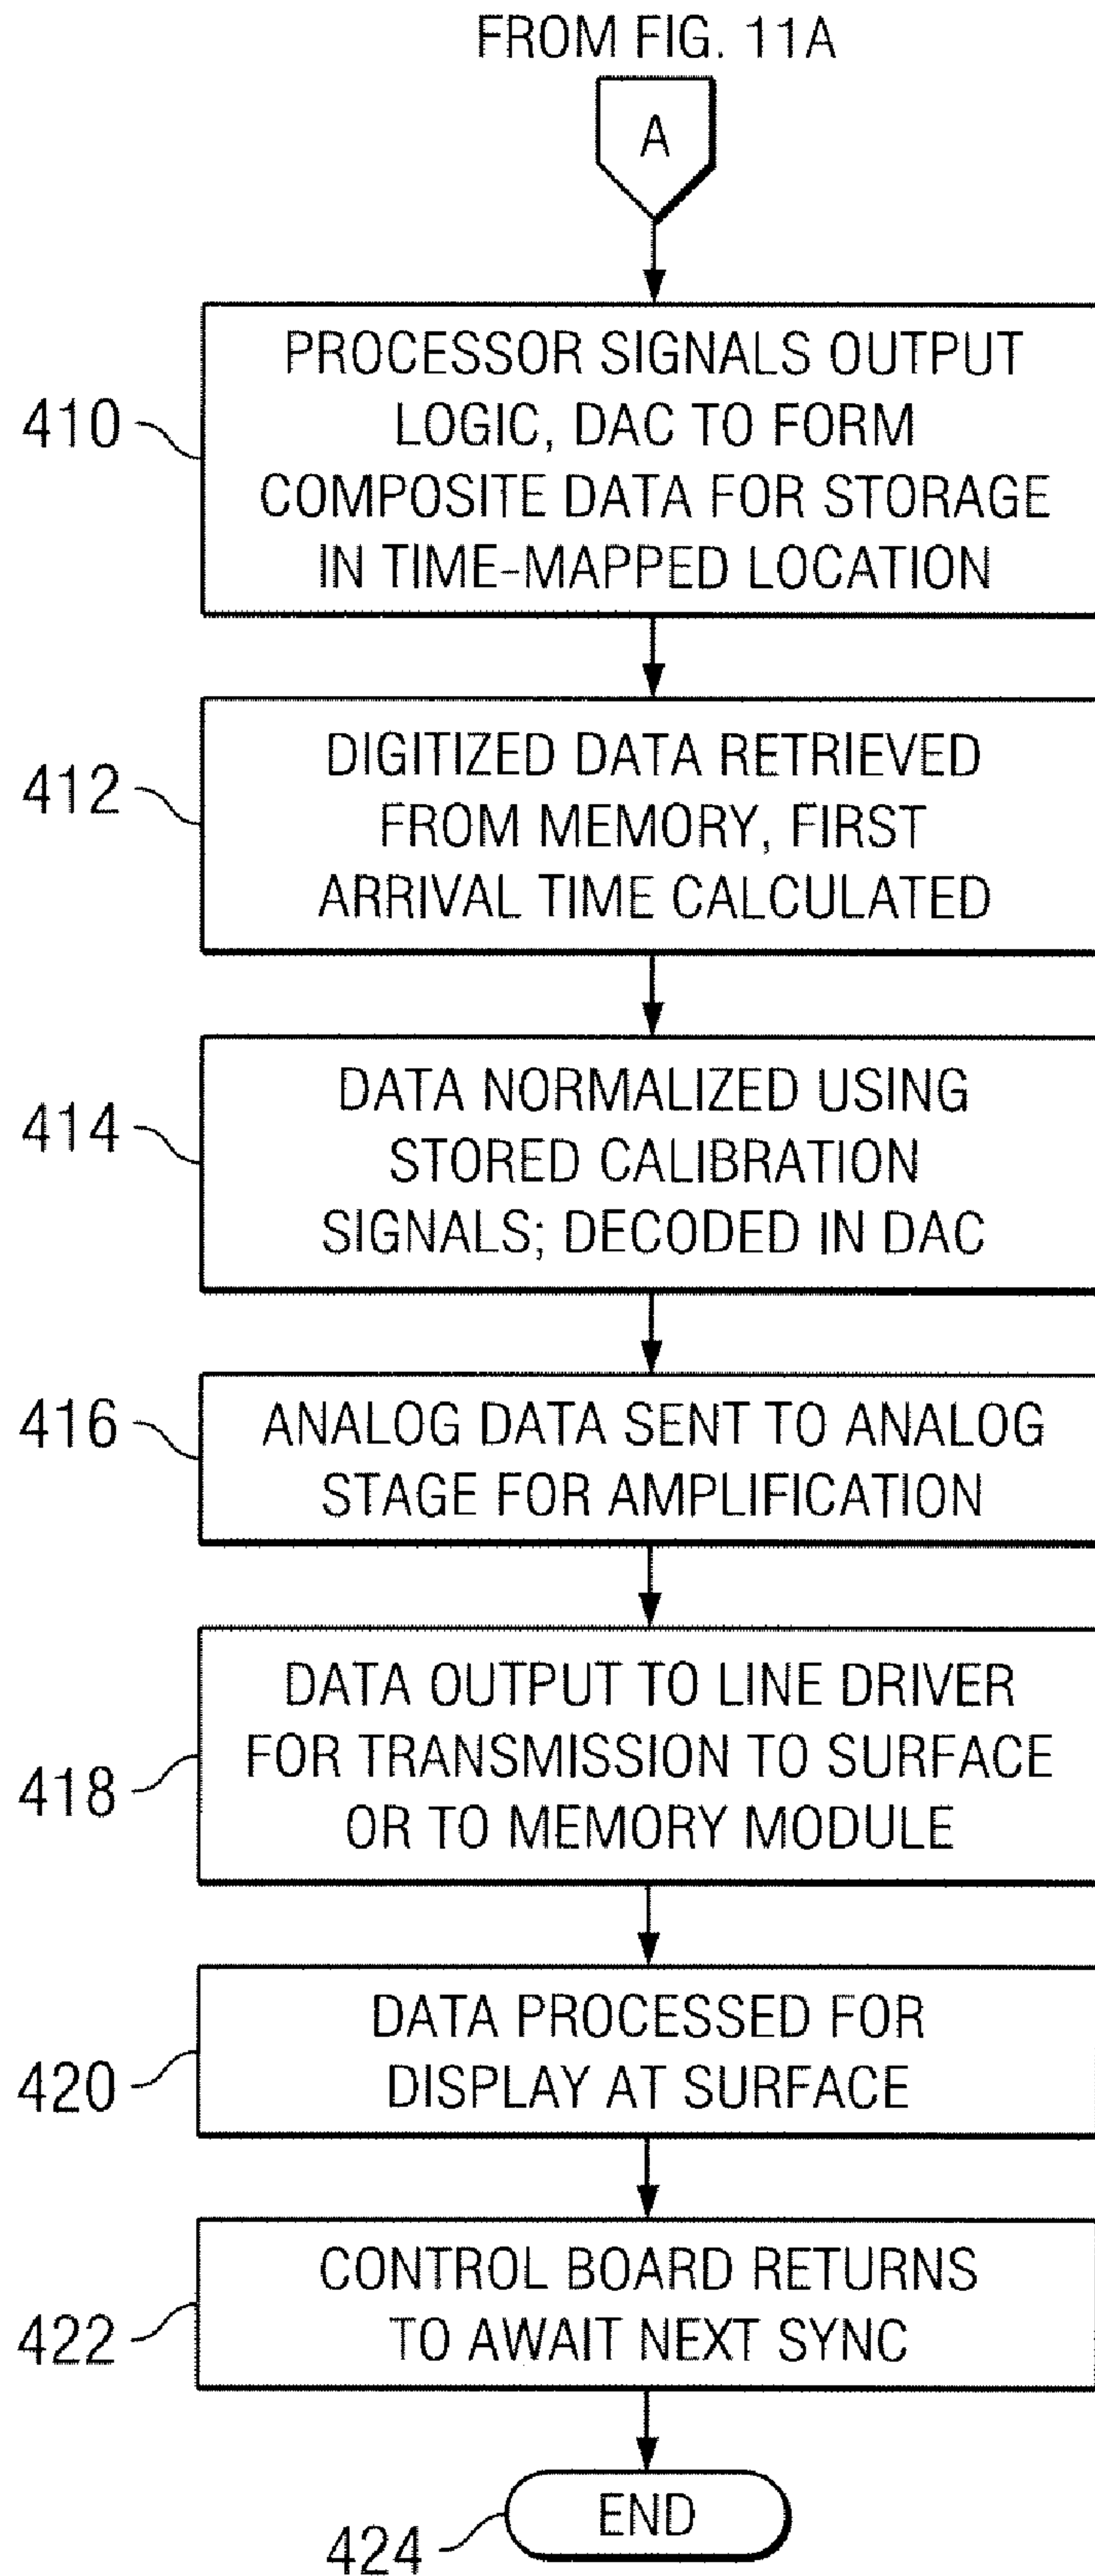 FROM FIG. 11A
A
410
PROCESSOR SIGNALS OUTPUT
LOGIC, DAC TO FORM
COMPOSITE DATA FOR STORAGE
IN TIME-MAPPED LOCATION
412
DIGITIZED DATA RETRIEVED
FROM MEMORY, FIRST
ARRIVAL TIME CALCULATED
414
DATA NORMALIZED USING
STORED CALIBRATION
SIGNALS; DECODED IN DAC
416
ANALOG DATA SENT TO ANALOG
STAGE FOR AMPLIFICATION
418
DATA OUTPUT TO LINE DRIVER
FOR TRANSMISSION TO SURFACE
OR TO MEMORY MODULE
420
DATA PROCESSED FOR
DISPLAY AT SURFACE
422
CONTROL BOARD RETURNS
TO AWAIT NEXT SYNC
424
END